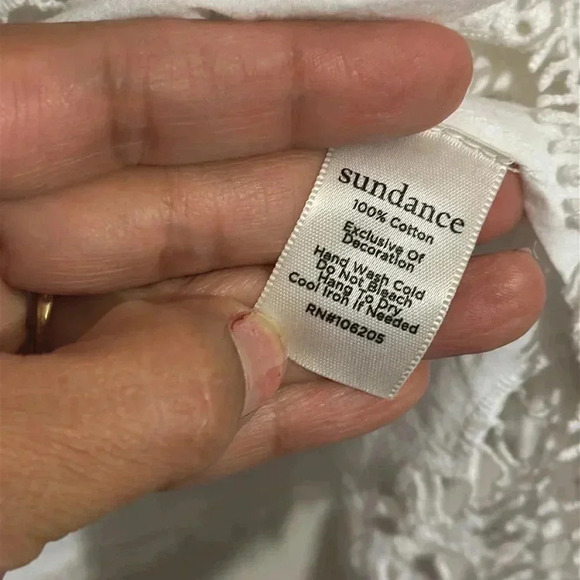 sundance
100% Cotton
Exclusive Of
Decoration
Hand Wash Cold
Do Not Bleach
Hang To Dry
Cool Iron if Needed
RN#106205